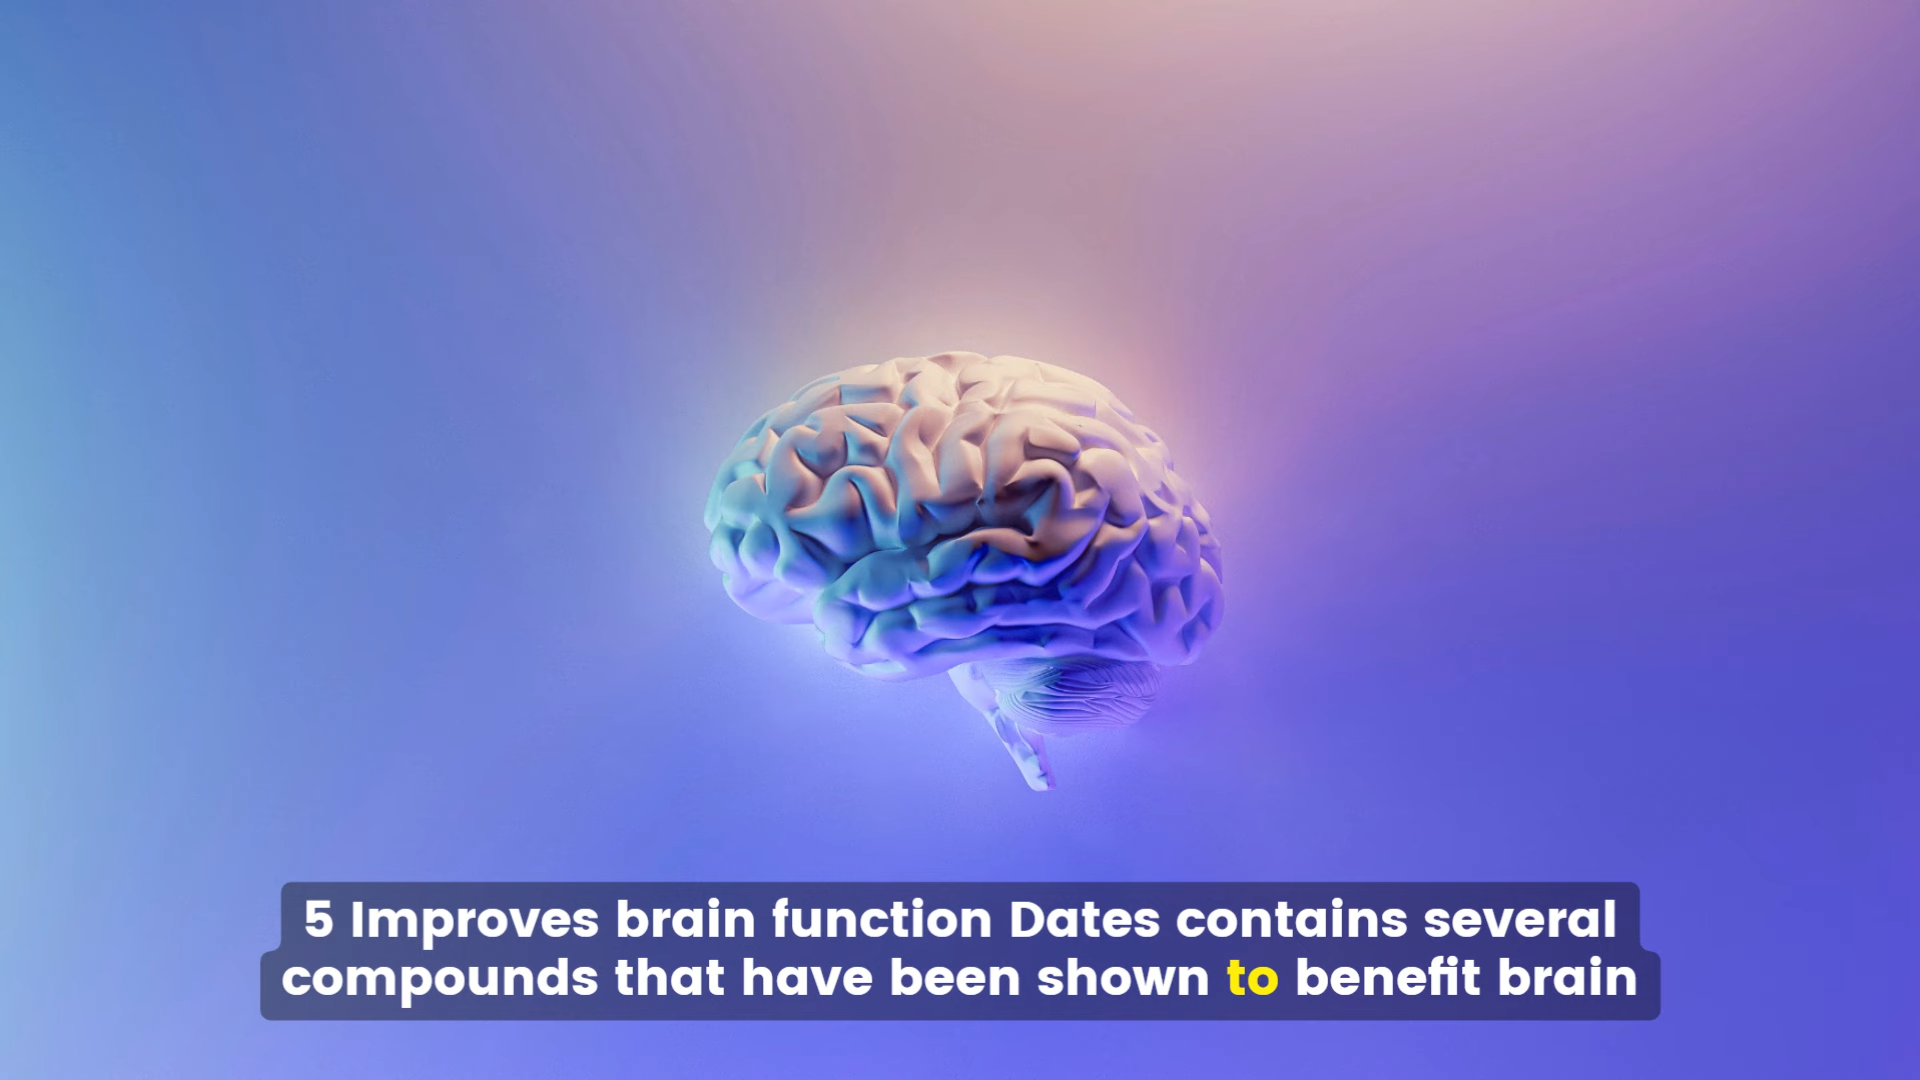 5 Improves brain function Dates contains several
compounds that have been shown to benefit brain